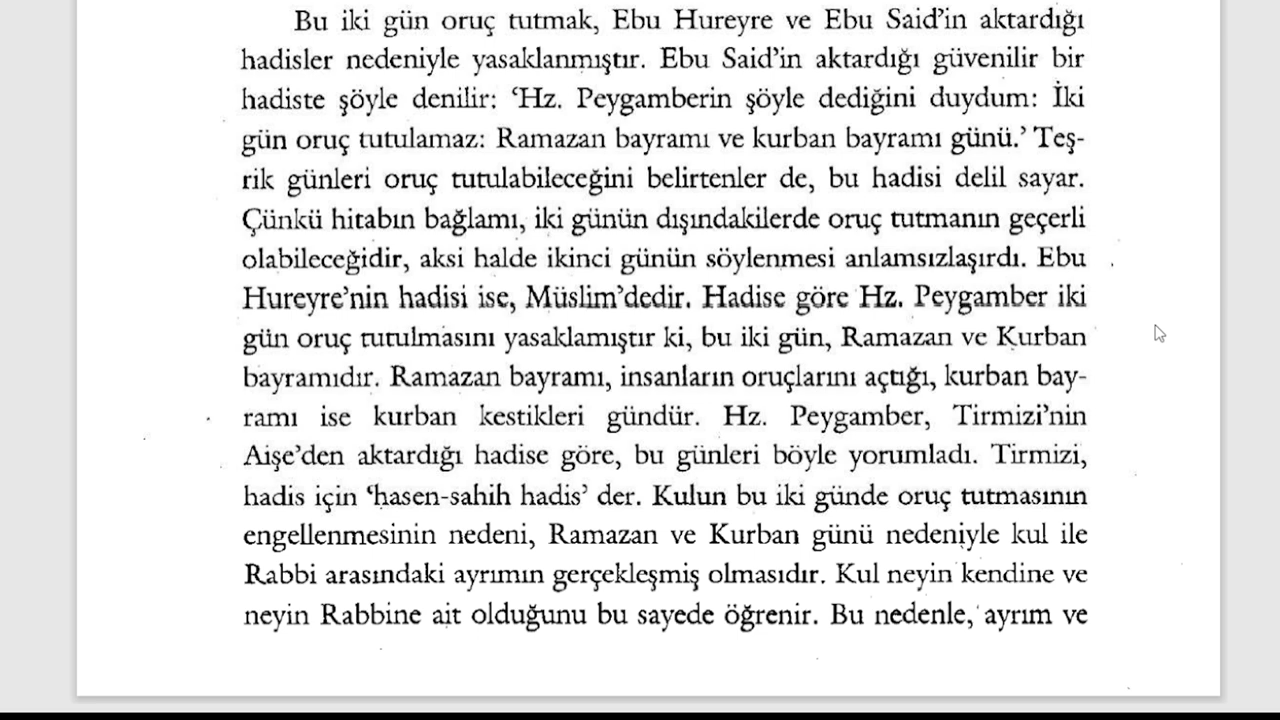 Bu iki gün oruç tutmak, Ebu Hureyre ve Ebu Said’in aktardığı
hadisler nedeniyle yasaklanmıştır. Ebu Said’in aktardığı güvenilir bir
hadiste şöyle denilir: ‘Hz. Peygamberin şöyle dediğini duydum: İki
gün oruç tutulamaz: Ramazan bayramı ve kurban bayramı günü.’ Teş-
rik günleri oruç tutulabileceğini belirtenler de, bu hadisi delil sayar.
Çünkü hitabın bağlamı, iki günün dışındakilerde oruç tutmanın geçerli
olabileceğidir, aksi halde ikinci günün söylenmesi anlamsızlaşırdı. Ebu
Hureyre’nin hadisi ise, Müslim’dedir. Hadise göre Hz. Peygamber iki
gün oruç tutulmasını yasaklamıştır ki, bu iki gün, Ramazan ve Kurban
bayramıdır. Ramazan bayramı, insanların oruçlarını açtığı, kurban bay-
ramı ise kurban kestikleri gündür. Hz. Peygamber, Tirmizi’nin
Aişe’den aktardığı hadise göre, bu günleri böyle yorumladı. Tirmizi,
hadis için ‘hasen-sahih hadis’ der. Kulun bu iki günde oruç tutmasının
engellenmesinin nedeni, Ramazan ve Kurban günü nedeniyle kul ile
Rabbi arasındaki ayrımın gerçekleşmiş olmasıdır. Kul neyin kendine ve
neyin Rabbine ait olduğunu bu sayede öğrenir. Bu nedenle, ayrım ve